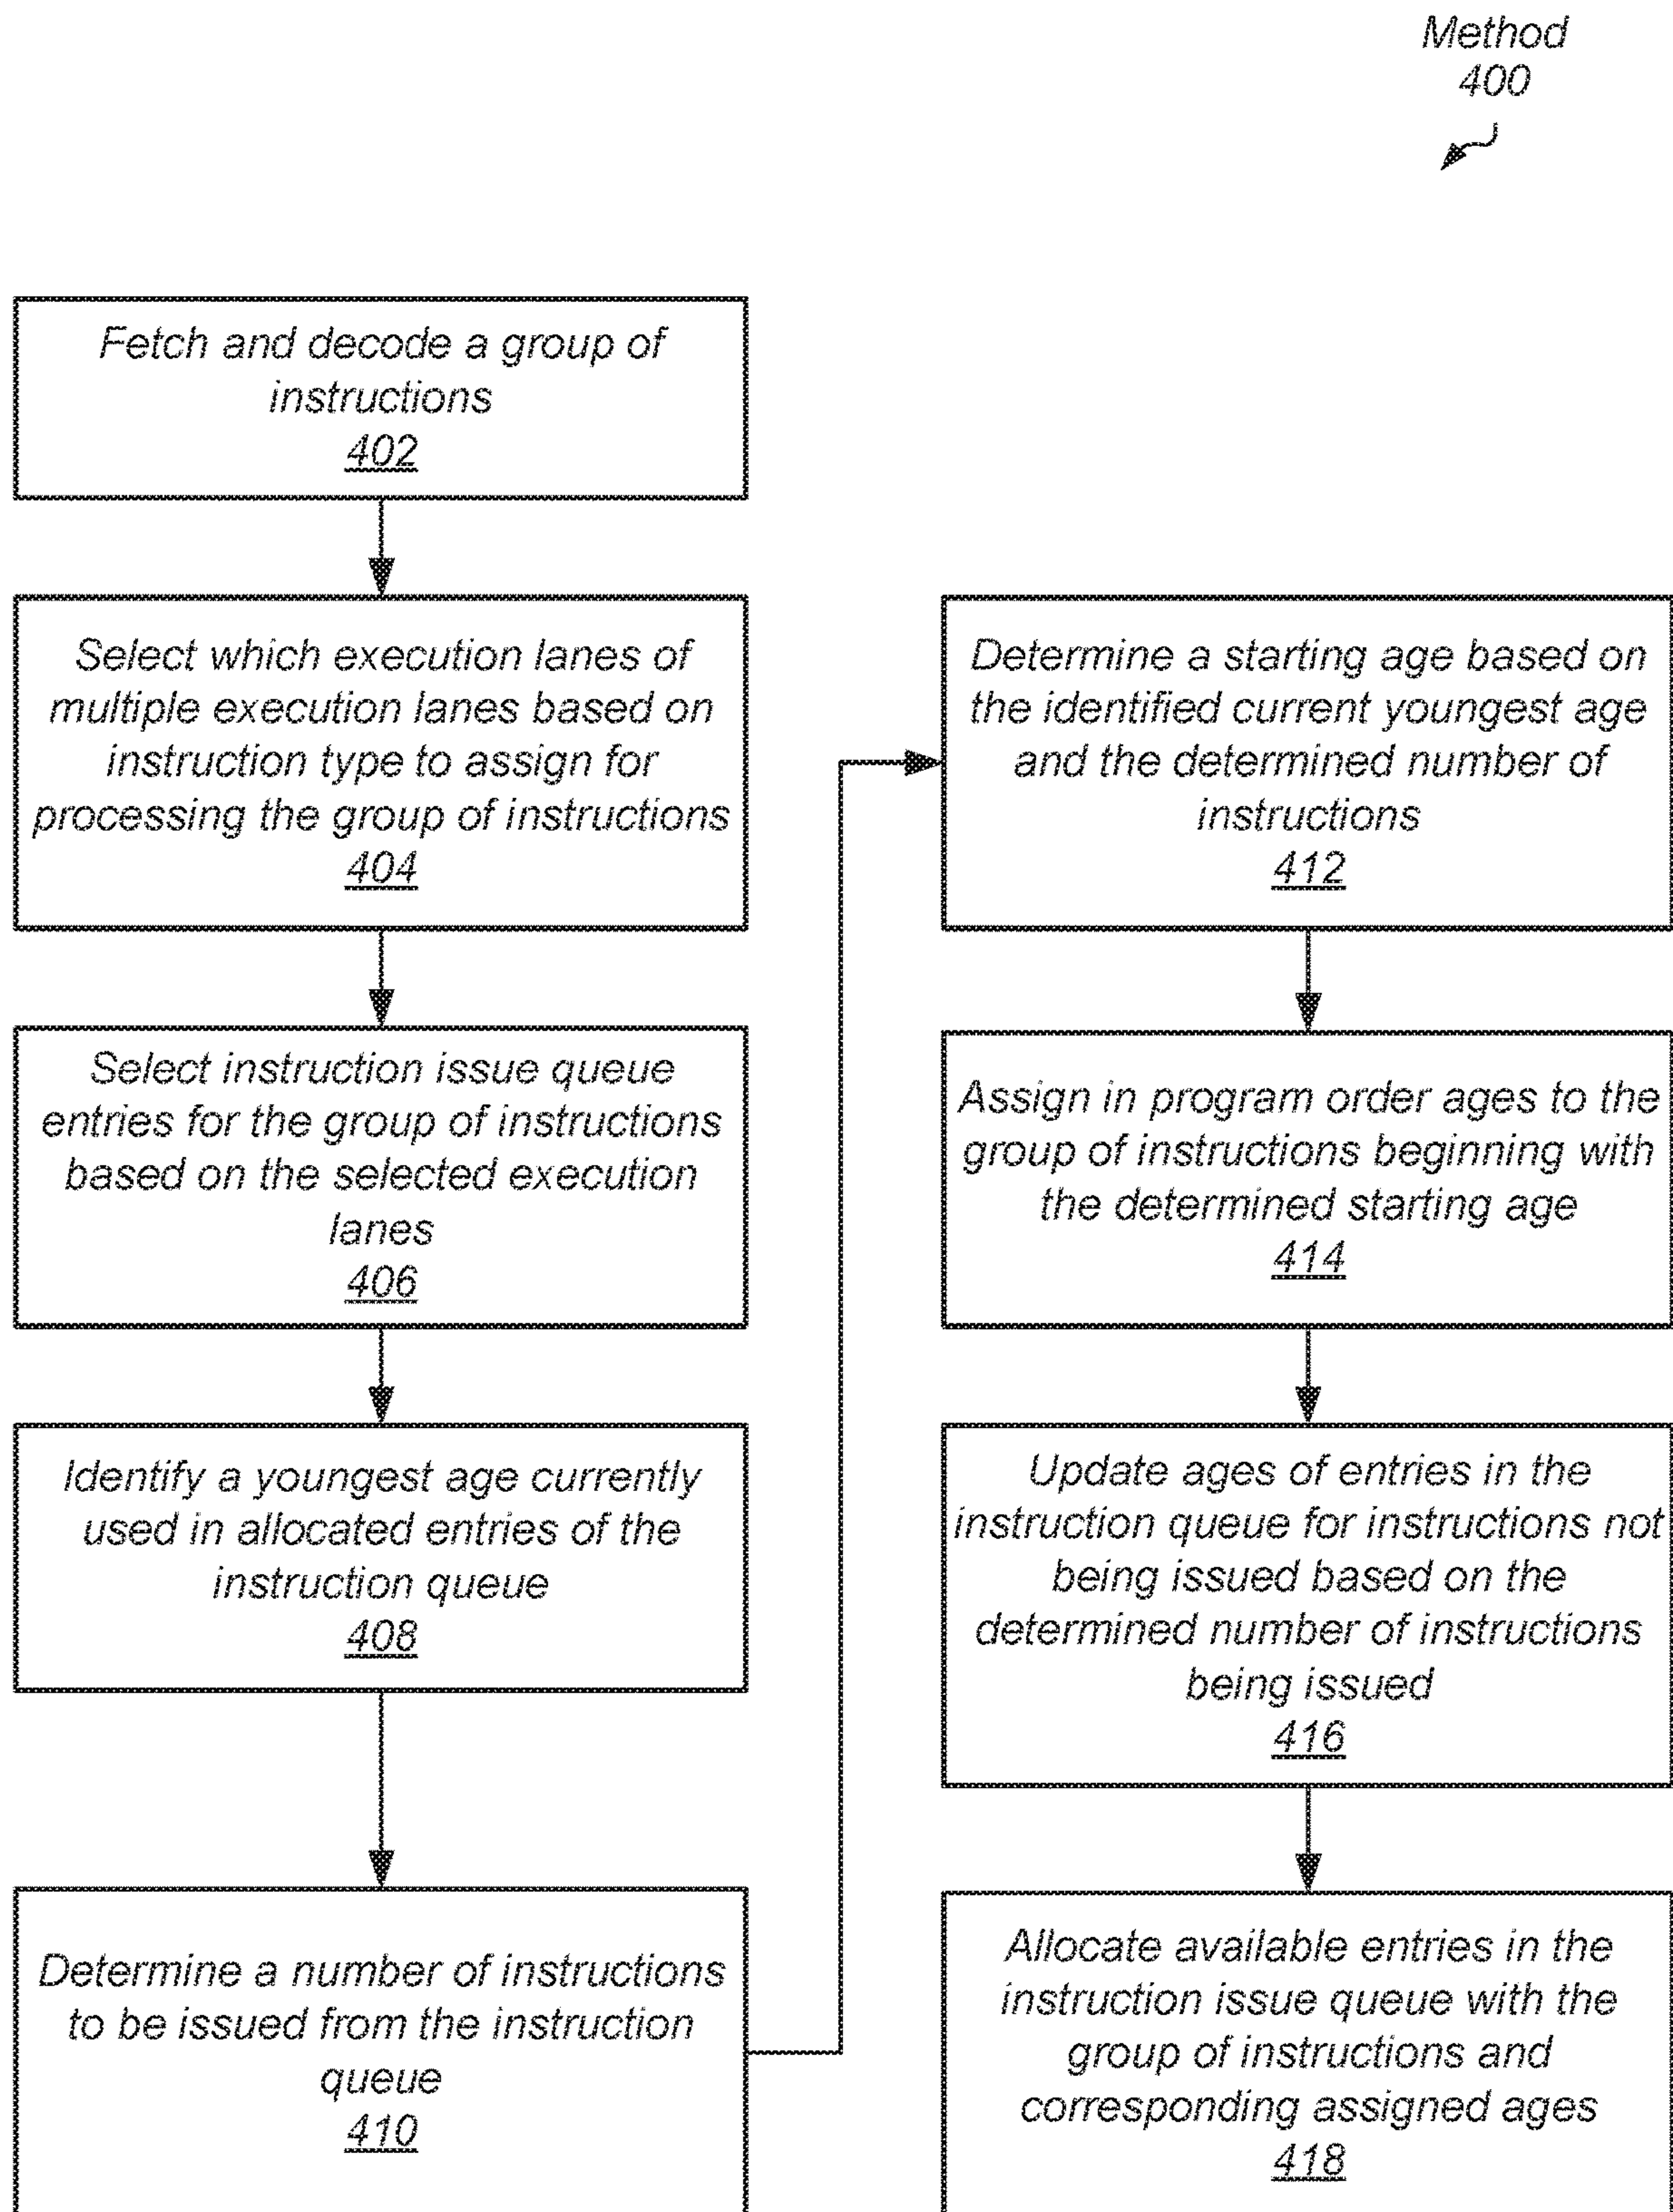 Method
400
Fetch and decode a group of
instructions
402
Select which execution lanes of
multiple execution lanes based on
instruction type to assign for
processing the group of instructions
404
Select instruction issue queue
entries for the group of instructions
based on the selected execution
lanes
406
Identify a youngest age currently
used in allocated entries of the
instruction queue
408
Determine a number of instructions
to be issued from the instruction
queue
410
Determine a starting age based on
the identified current youngest age
and the determined number of
instructions
412
Assign in program order ages to the
group of instructions beginning with
the determined starting age
414
Update ages of entries in the
instruction queue for instructions not
being issued based on the
determined number of instructions
being issued
416
Allocate available entries in the
instruction issue queue with the
group of instructions and
corresponding assigned ages
418